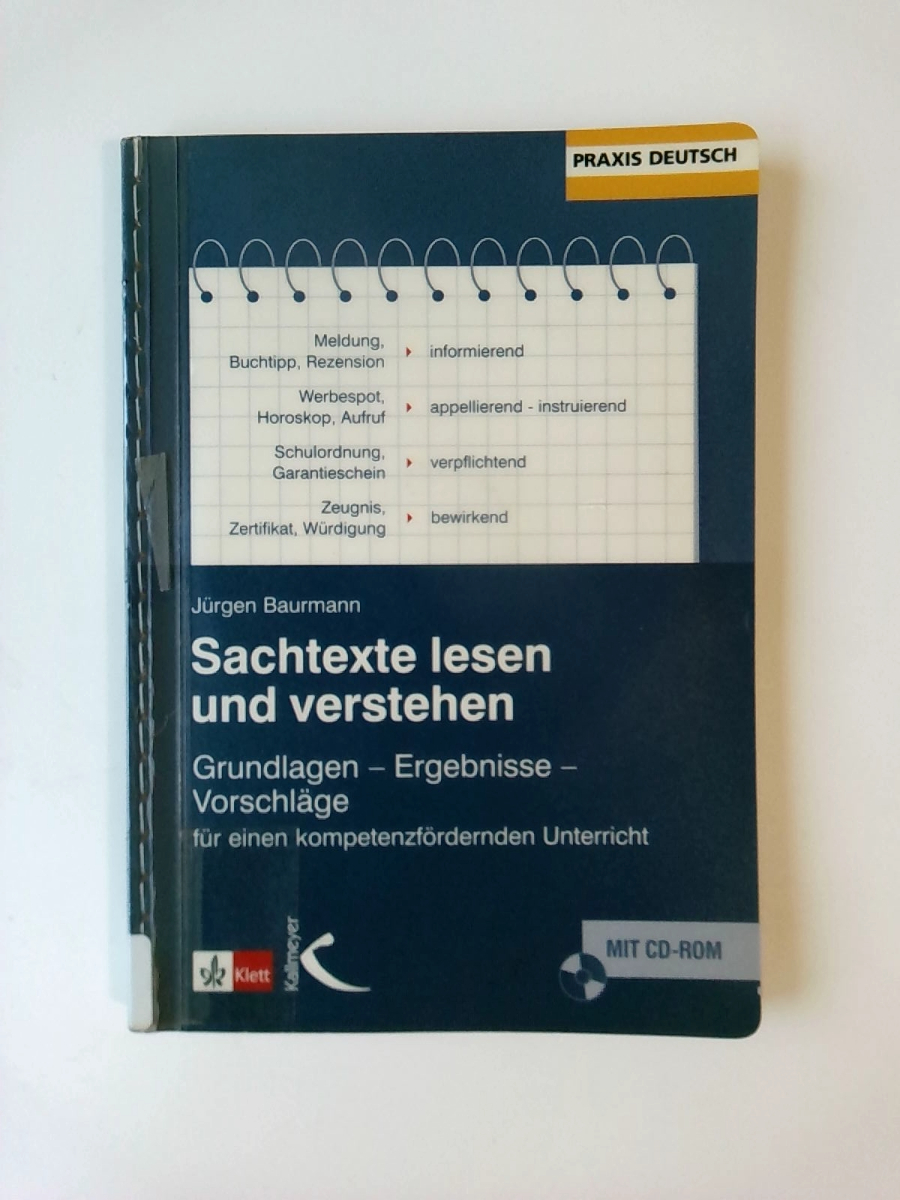 PRAXIS DEUTSCH
Meldung,
Buchtipp, Rezension
informierend
Werbespot,
Horoskop, Aufruf
appellierend - instruierend
Schulordnung,
Garantieschein
verpflichtend
Zeugnis,
Zertifikat, Würdigung
bewirkend
Jürgen Baurmann
Sachtexte lesen
und verstehen
Grundlagen – Ergebnisse –
Vorschläge
für einen kompetenzfördernden Unterricht
Klett
Kallmeyer
MIT CD-ROM